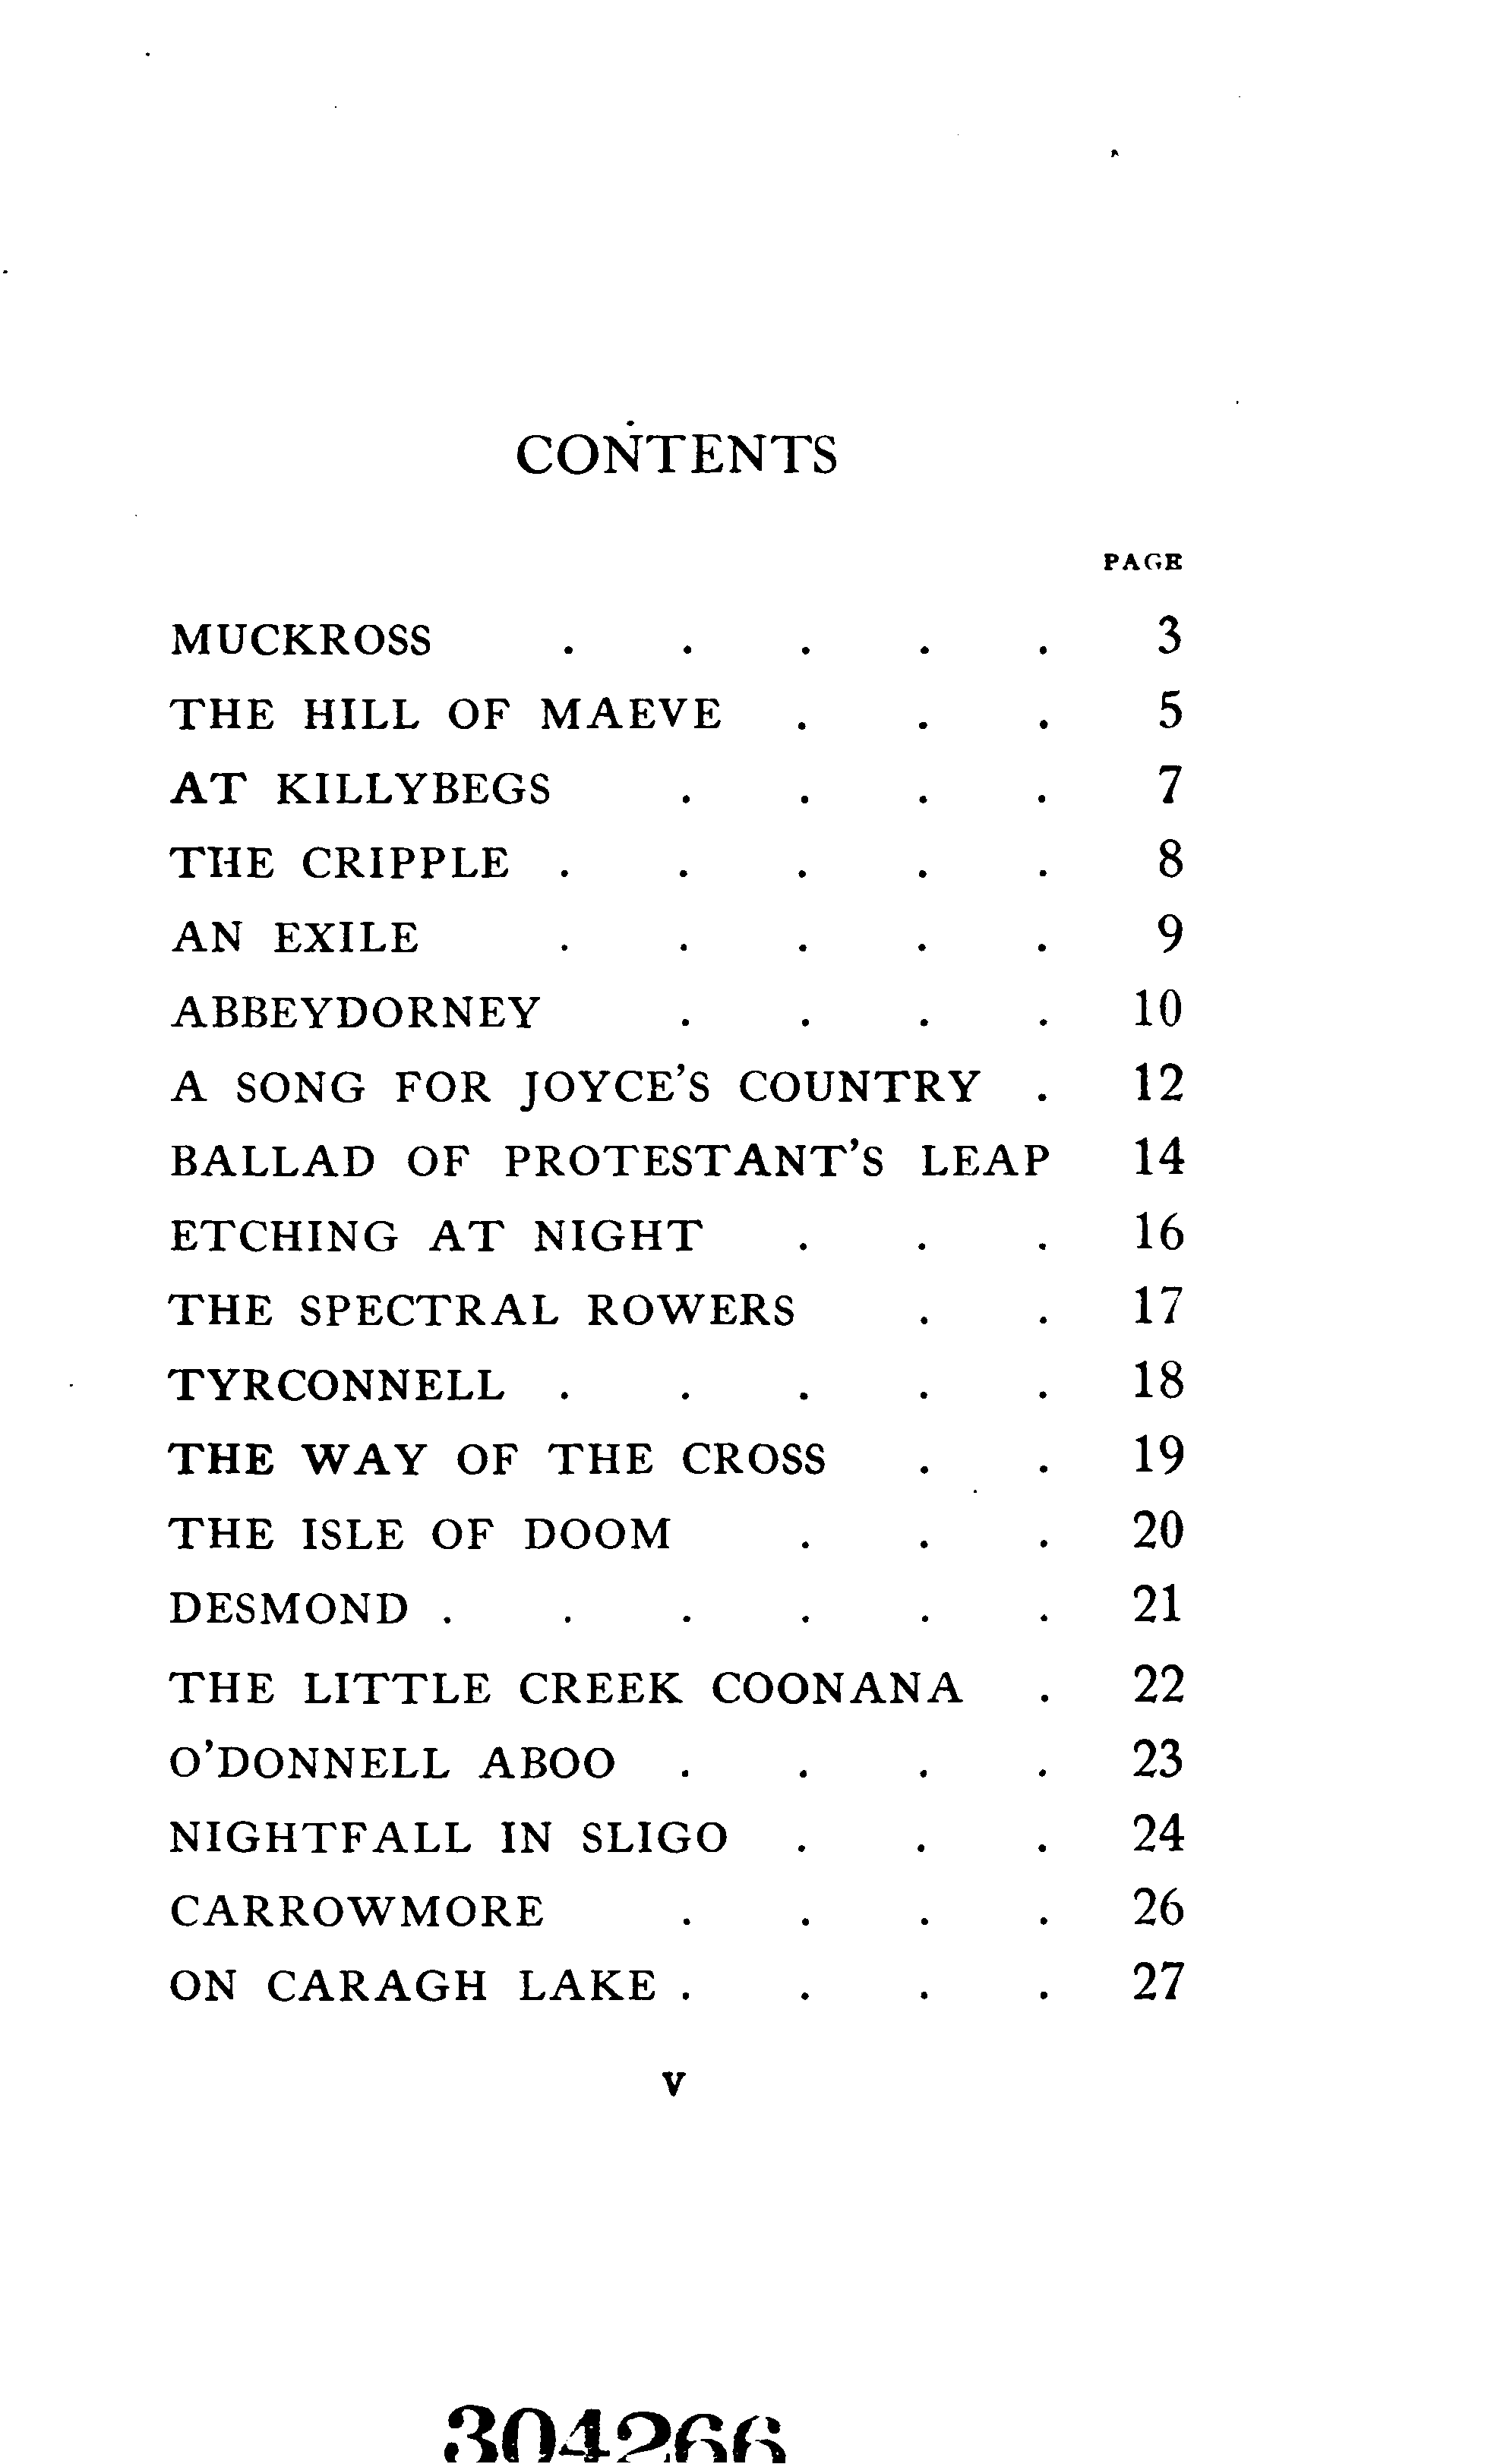 CONTENTS
PAGE
MUCKROSS . . . . . 3
THE HILL OF MAEVE . . . 5
AT KILLYBEGS . . . . 7
THE CRIPPLE . . . . . 8
AN EXILE . . . . . 9
ABBEYDORNEY . . . . 10
A SONG FOR JOYCE'S COUNTRY . 12
BALLAD OF PROTESTANT'S LEAP 14
ETCHING AT NIGHT . . . 16
THE SPECTRAL ROWERS . . 17
TYRCONNELL . . . . . 18
THE WAY OF THE CROSS . . 19
THE ISLE OF DOOM . . . 20
DESMOND . . . . . . 21
THE LITTLE CREEK COONANA . 22
O'DONNELL ABOO . . . . 23
NIGHTFALL IN SLIGO . . . 24
CARROWMORE . . . . 26
ON CARAGH LAKE . . . . 27
v
304266